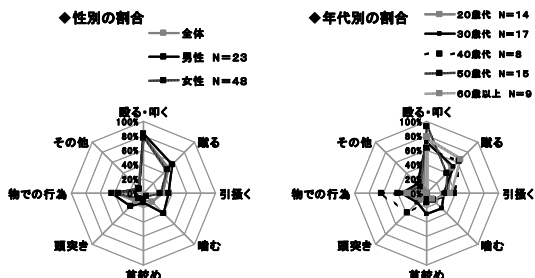 ◆性別の割合
全体
男性 N＝23
女性 N＝48
殴る・叩く
蹴る
引掻く
噛む
首絞め
頭突き
物での行為
その他
100%
80%
60%
40%
20%
0%
◆年代別の割合
20歳代 N＝14
30歳代 N＝17
40歳代 N＝8
50歳代 N＝15
60歳以上 N＝9
殴る・叩く
蹴る
引掻く
噛む
首絞め
頭突き
物での行為
その他
100%
80%
60%
40%
20%
0%